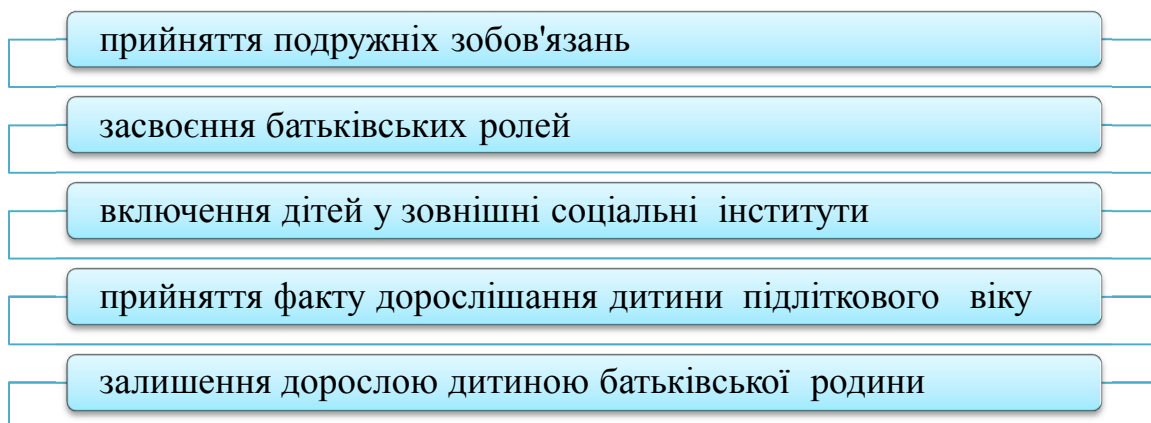 прийняття подружніх зобов'язань
засвоєння батьківських ролей
включення дітей у зовнішні соціальні інститути
прийняття факту дорослішання дитини підліткового віку
залишення дорослою дитиною батьківської родини